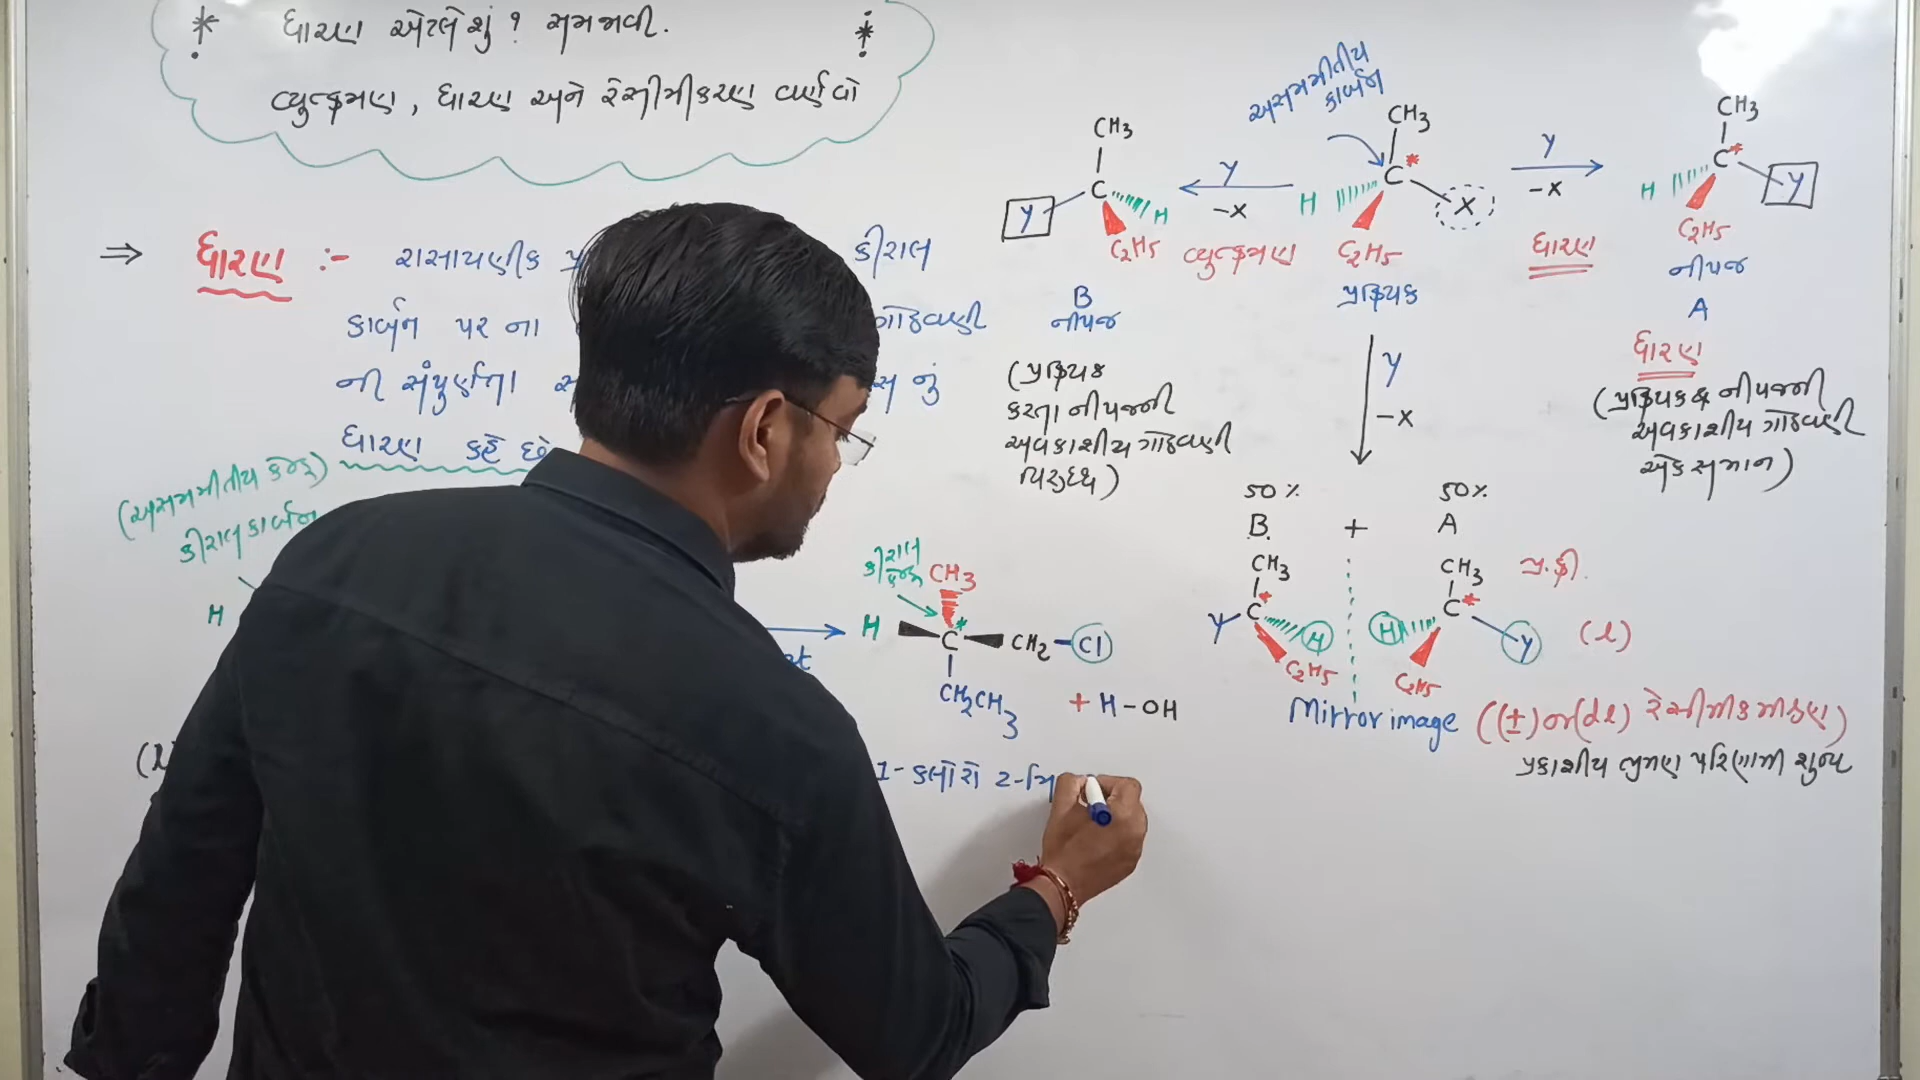 * ધારણ એટલે શું ? સમજાવી. *
વ્યુત્ક્રમણ, ધારણ અને રેસીમીકરણ વર્ણવો
⇒ ધારણ :- રાસાયણીક પ્ર કીરાલ
કાર્બન પર ના ગોઠવણી
ની સંપુર્ણતા નું
ધારણ કહે છે
(અસમમીતીય કેન્દ્ર)
કીરાલ કાર્બન
H
કીરાલ
કેન્દ્ર
CH3
H C* CH2-Cl
CH2CH3
+ H-OH
1-ક્લોરો 2-મિ
અસમમીતીય
કાર્બન
CH3
Y C H
C2H5
B
નીપજ
(પ્રક્રિયક
કરતા નીપજની
અવકાશીય ગોઠવણી
વિરુધ્ધ)
Y
-X
વ્યુત્ક્રમણ
CH3
H C* X
C2H5
પ્રક્રિયક
Y
-X
ધારણ
CH3
H C* Y
C2H5
નીપજ
A
ધારણ
(પ્રક્રિયક & નીપજની
અવકાશીય ગોઠવણી
એક સમાન)
Y
-X
50% 50%
B + A
CH3
Y C* H
C2H5
CH3
H C* Y
C2H5
પ્ર.ક્રી.
(l)
Mirror image ((±) or (dl) રેસીમીક મીશ્રણ)
પ્રકાશીય ભ્રમણ પરિણામી શુન્ય